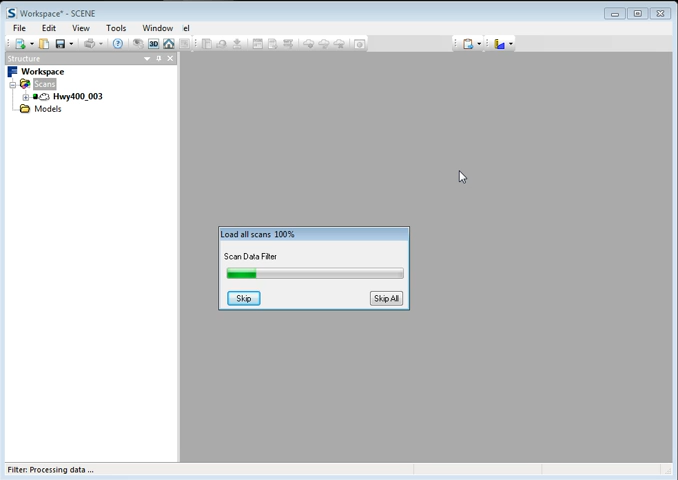 S Workspace* - SCENE
File Edit View Tools Window el
3D
Structure
Workspace
Scans
Hwy400_003
Models
Load all scans 100%
Scan Data Filter
Skip Skip All
Filter: Processing data ...